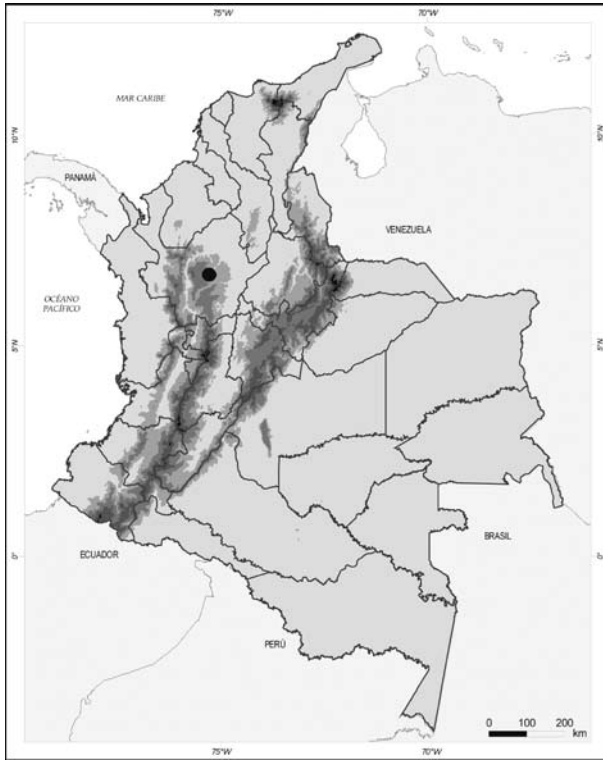 75°W
70°W
MAR CARIBE
10°N
10°N
PANAMÁ
VENEZUELA
OCÉANO
PACÍFICO
5°N
5°N
BRASIL
0°
0°
ECUADOR
PERÚ
0 100 200
km
75°W
70°W